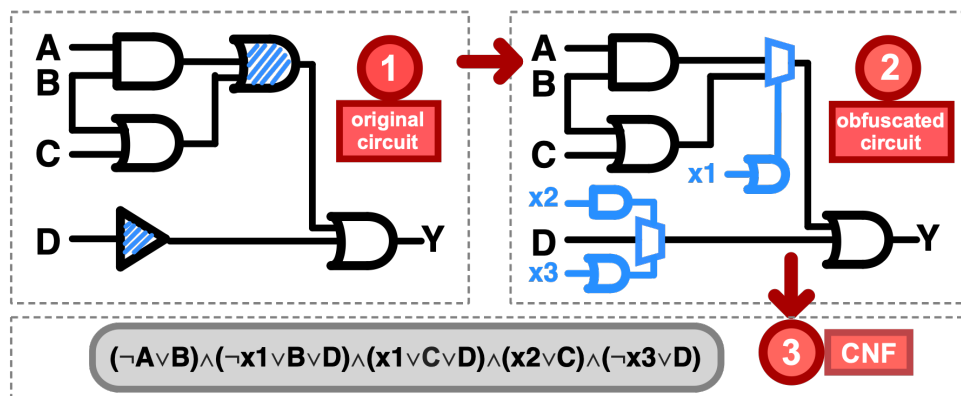 A
B
C
D
Y
1
original
circuit
A
B
C
x1
x2
D
x3
Y
2
obfuscated
circuit
(¬A∨B)∧(¬x1∨B∨D)∧(x1∨C∨D)∧(x2∨C)∧(¬x3∨D)
3
CNF